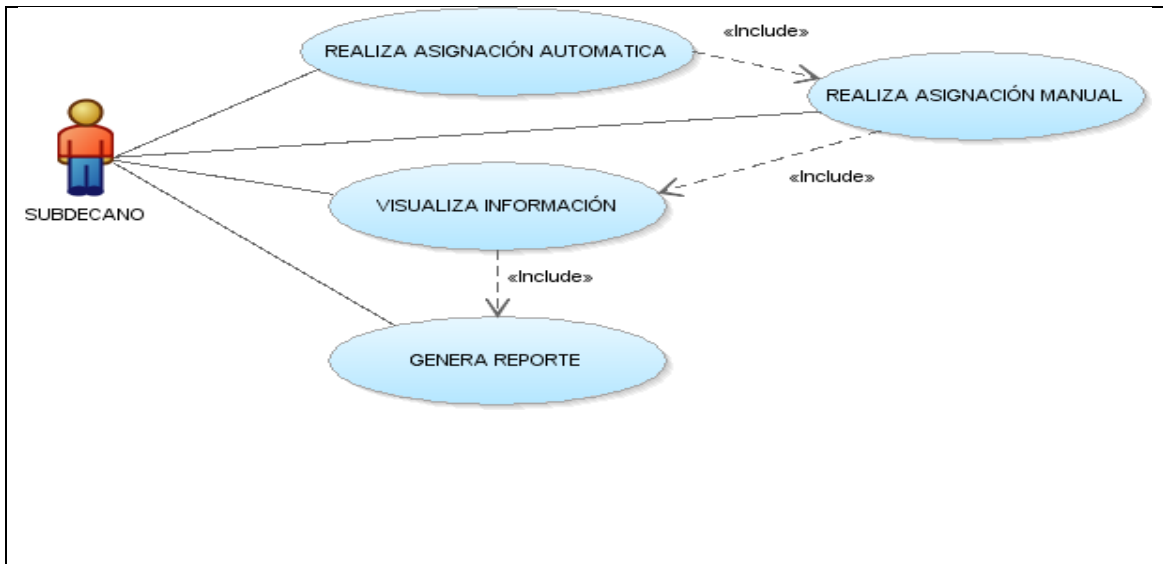 «Include»
REALIZA ASIGNACIÓN AUTOMATICA
REALIZA ASIGNACIÓN MANUAL
«Include»
VISUALIZA INFORMACIÓN
SUBDECANO
«Include»
GENERA REPORTE